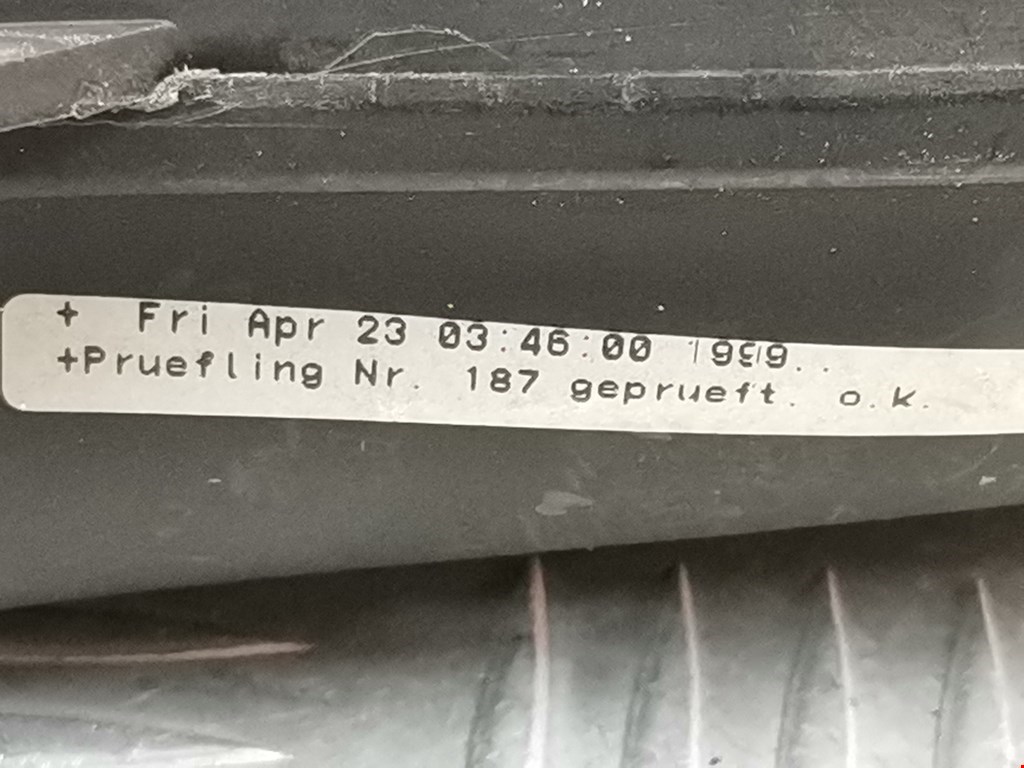 + Fri Apr 23 03:46:00 1999..
+Pruefling Nr. 187 geprueft. o.k.